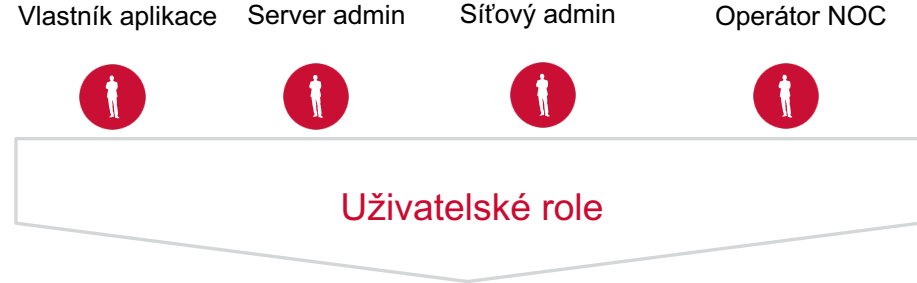 Vlastník aplikace Server admin Síťový admin Operátor NOC
Uživatelské role